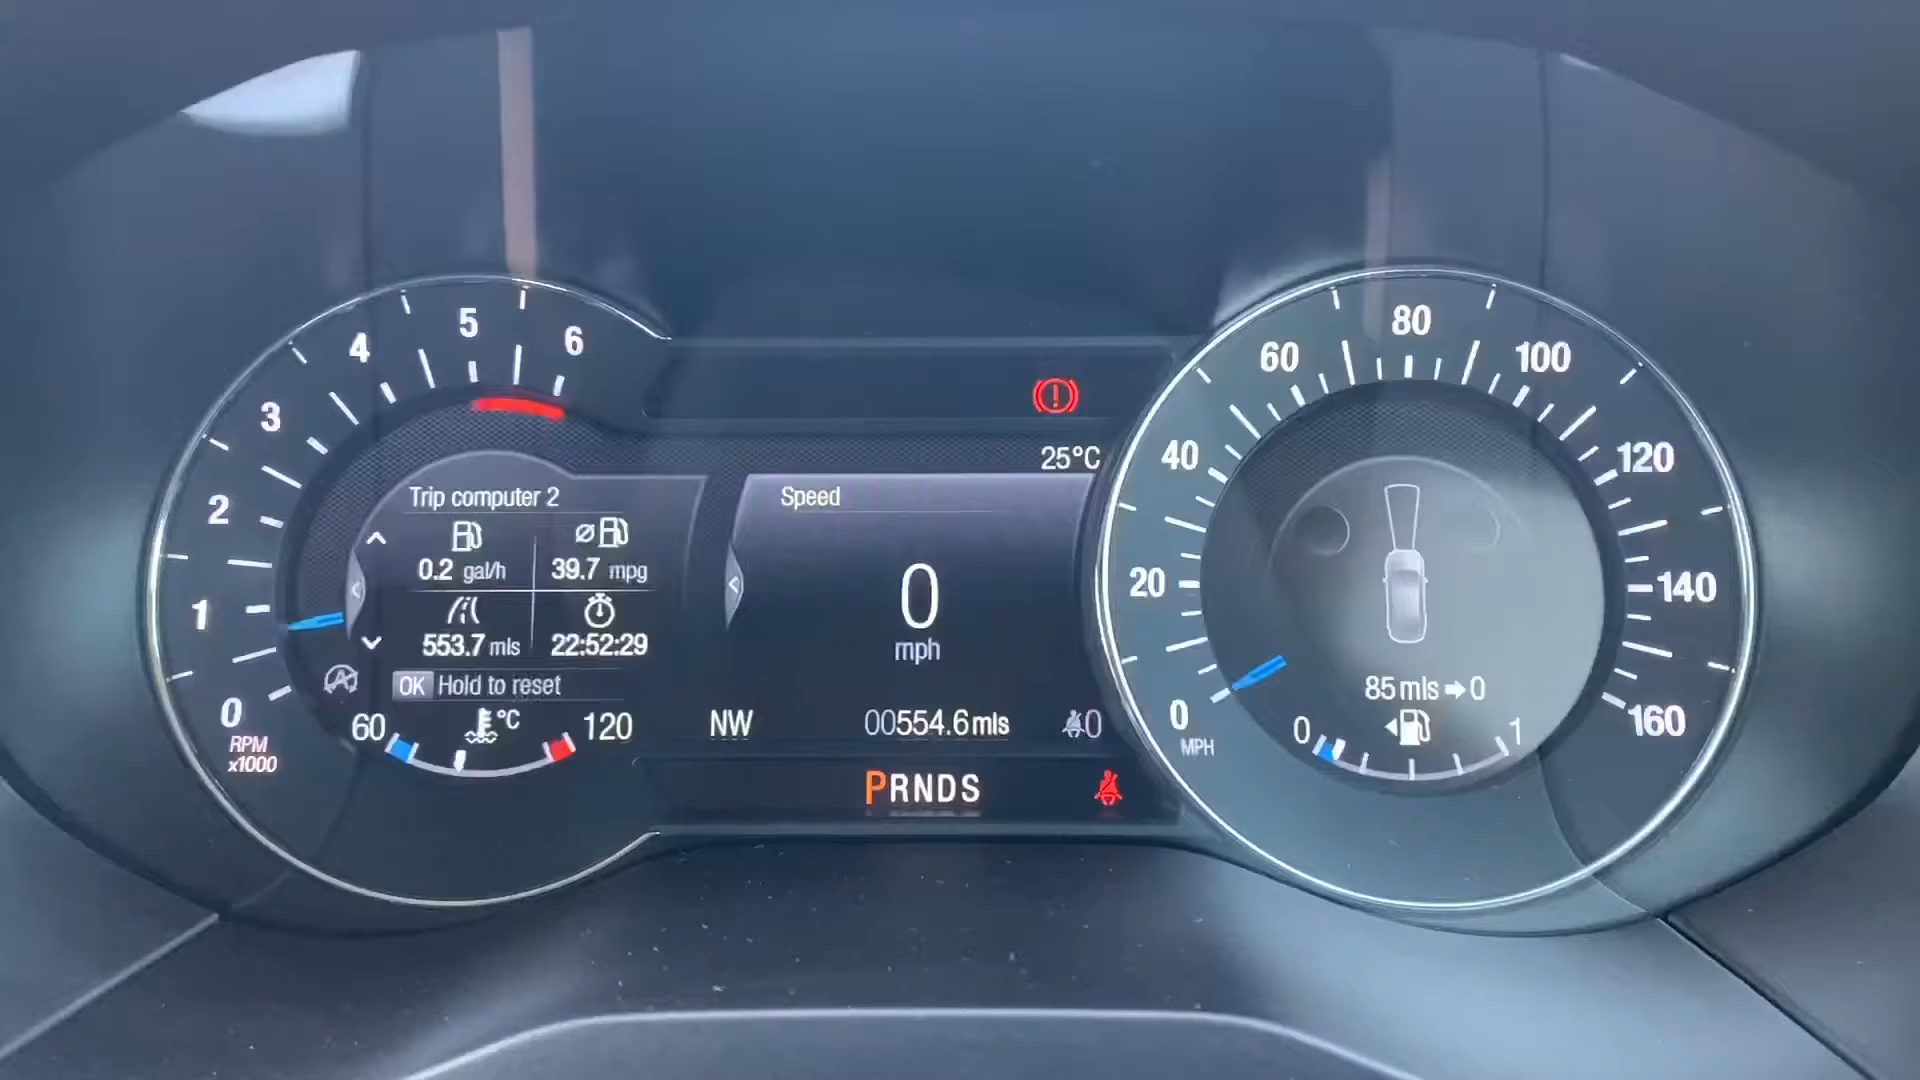 0
1
2
3
4
5
6
RPM
x1000
Trip computer 2
0.2 gal/h
39.7 mpg
553.7 mls
22:52:29
OK Hold to reset
60
°C
120
25°C
Speed
0
mph
NW
00554.6mls
0
PRNDS
0
20
40
60
80
100
120
140
160
MPH
85 mls→0
0
1